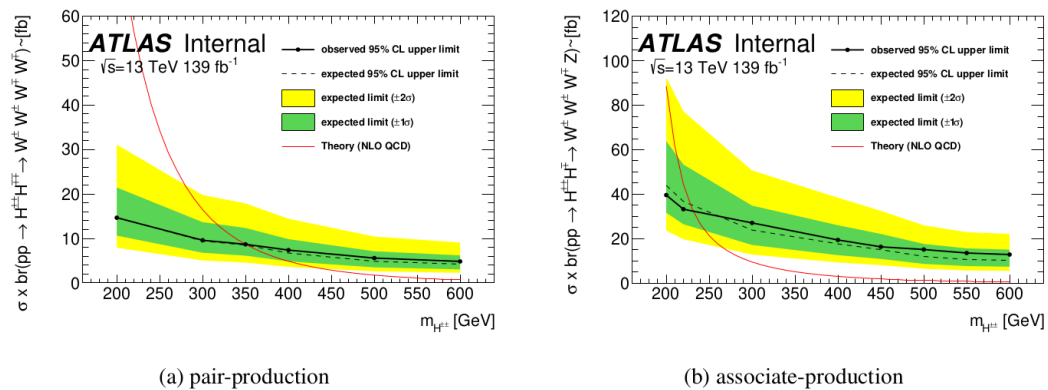 σ x br(pp → H±±H∓∓→ W± W± W∓ W∓)~[fb]
60
50
40
30
20
10
0
ATLAS Internal
√s=13 TeV 139 fb-1
observed 95% CL upper limit
expected 95% CL upper limit
expected limit (±2σ)
expected limit (±1σ)
Theory (NLO QCD)
200 250 300 350 400 450 500 550 600
mH±± [GeV]
(a) pair-production
σ x br(pp → H±±H∓→ W± W± W∓ Z)~[fb]
120
100
80
60
40
20
0
ATLAS Internal
√s=13 TeV 139 fb-1
observed 95% CL upper limit
expected 95% CL upper limit
expected limit (±2σ)
expected limit (±1σ)
Theory (NLO QCD)
200 250 300 350 400 450 500 550 600
mH±± [GeV]
(b) associate-production